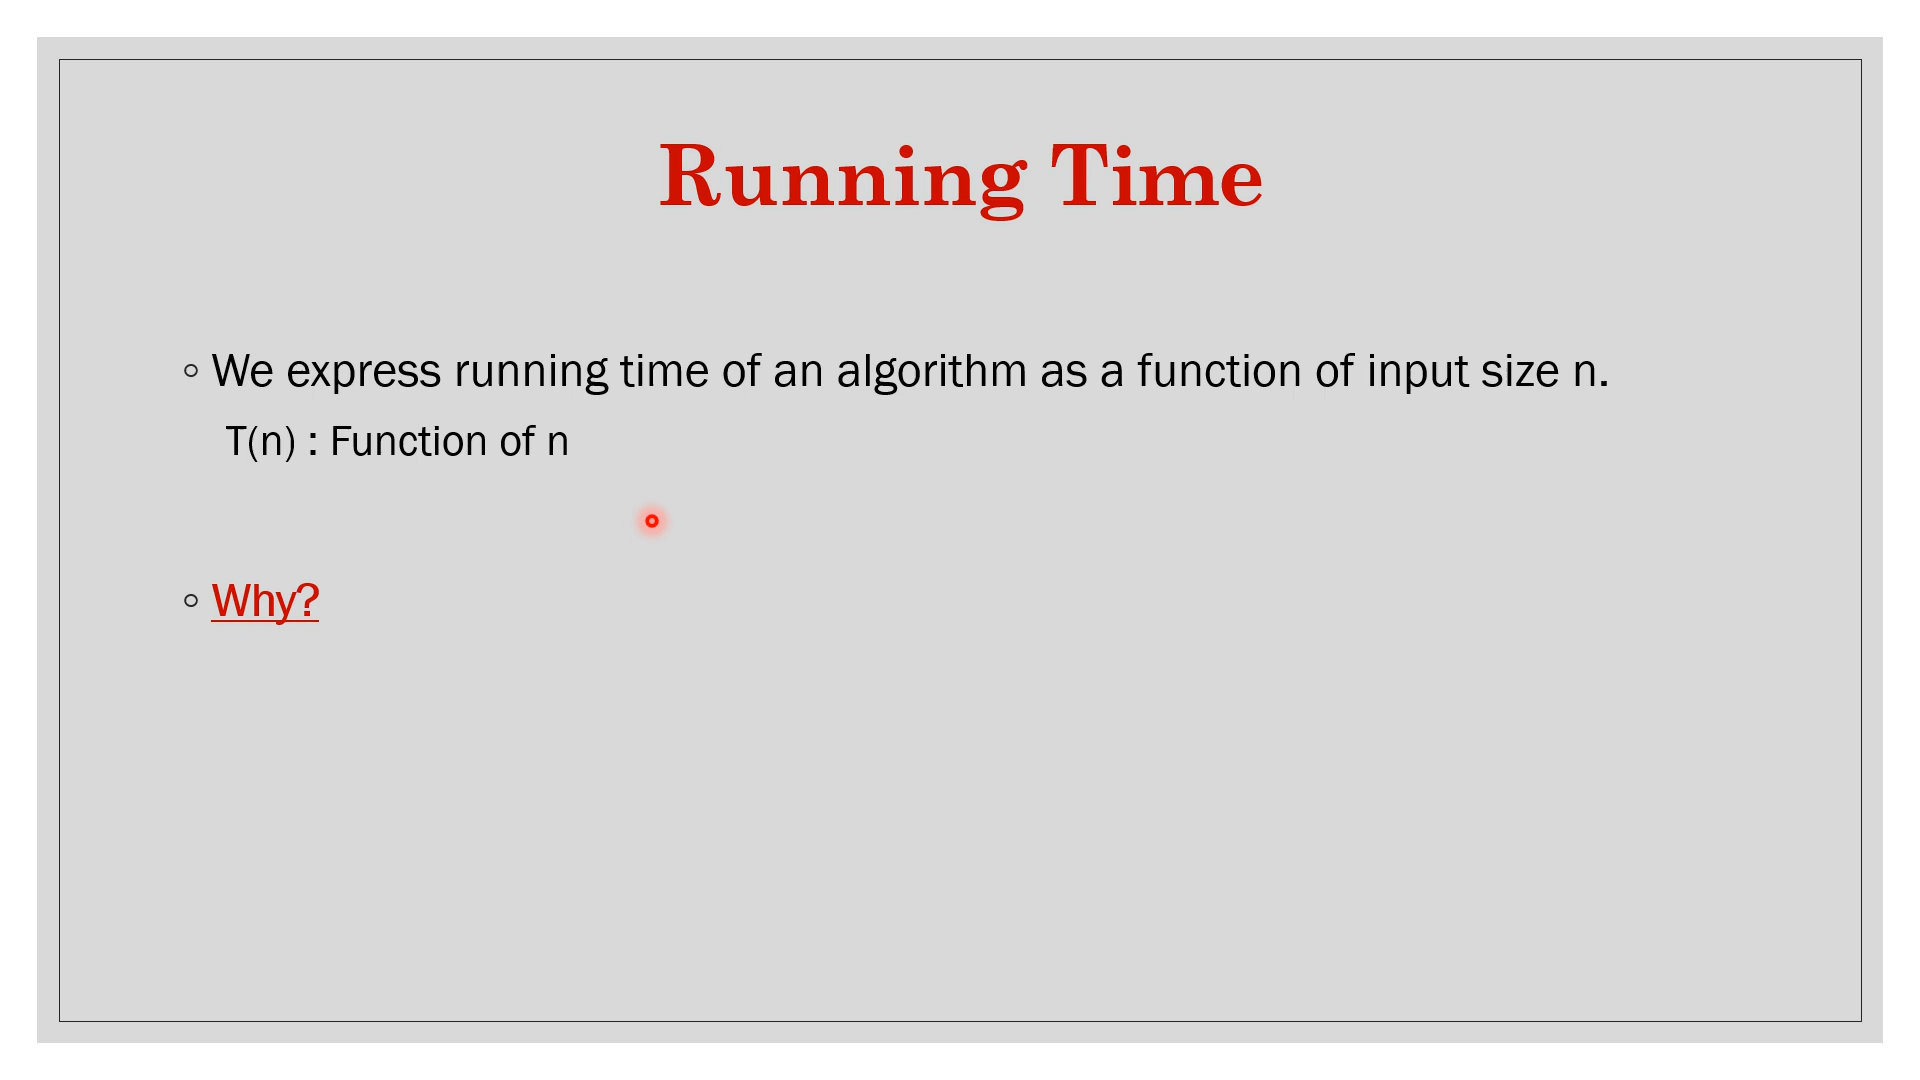 Running Time
◦ We express running time of an algorithm as a function of input size n.
T(n) : Function of n
◦ Why?